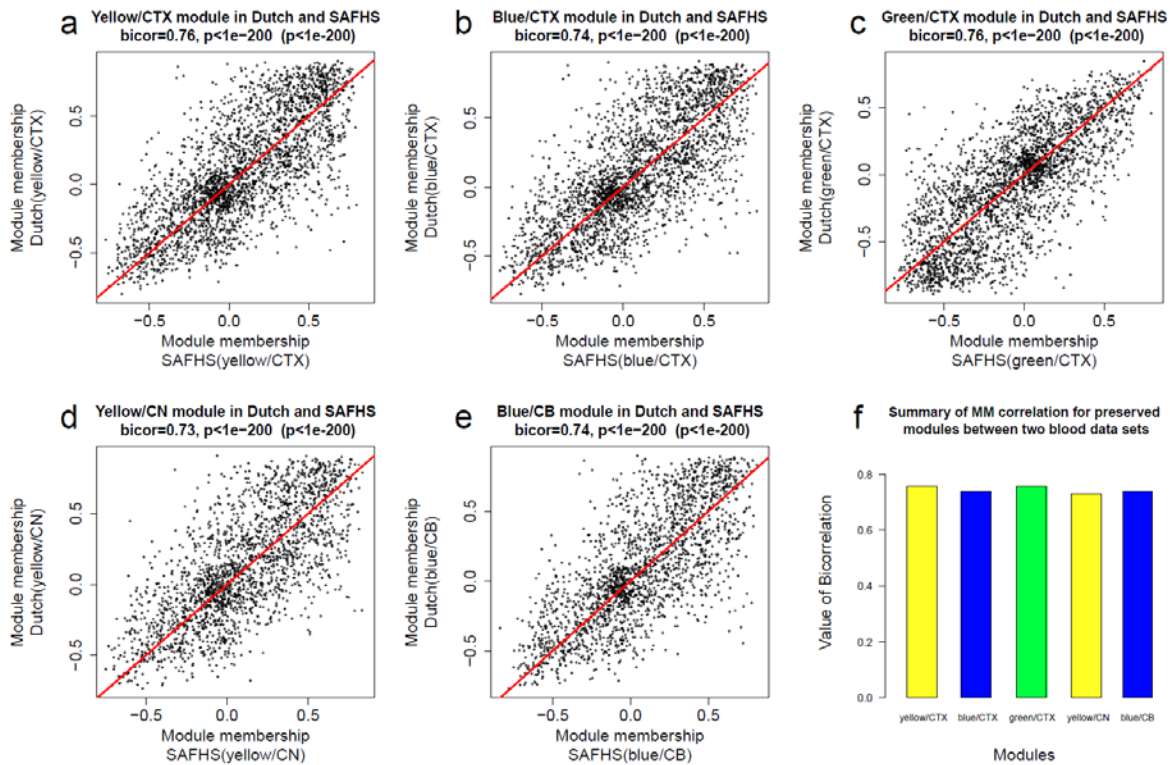 a
Yellow/CTX module in Dutch and SAFHS
bicor=0.76, p<1e−200 (p<1e-200)
Module membership
Dutch(yellow/CTX)
0.5
0.0
−0.5
−0.5 0.0 0.5
Module membership
SAFHS(yellow/CTX)
b
Blue/CTX module in Dutch and SAFHS
bicor=0.74, p<1e−200 (p<1e-200)
Module membership
Dutch(blue/CTX)
0.5
0.0
−0.5
−0.5 0.0 0.5
Module membership
SAFHS(blue/CTX)
c
Green/CTX module in Dutch and SAFHS
bicor=0.76, p<1e−200 (p<1e-200)
Module membership
Dutch(green/CTX)
0.5
0.0
−0.5
−0.5 0.0 0.5
Module membership
SAFHS(green/CTX)
d
Yellow/CN module in Dutch and SAFHS
bicor=0.73, p<1e−200 (p<1e-200)
Module membership
Dutch(yellow/CN)
0.5
0.0
−0.5
−0.5 0.0 0.5
Module membership
SAFHS(yellow/CN)
e
Blue/CB module in Dutch and SAFHS
bicor=0.74, p<1e−200 (p<1e-200)
Module membership
Dutch(blue/CB)
0.5
0.0
−0.5
−0.5 0.0 0.5
Module membership
SAFHS(blue/CB)
f
Summary of MM correlation for preserved
modules between two blood data sets
Value of Bicorrelation
0.8
0.6
0.4
0.2
0.0
yellow/CTX blue/CTX green/CTX yellow/CN blue/CB
Modules